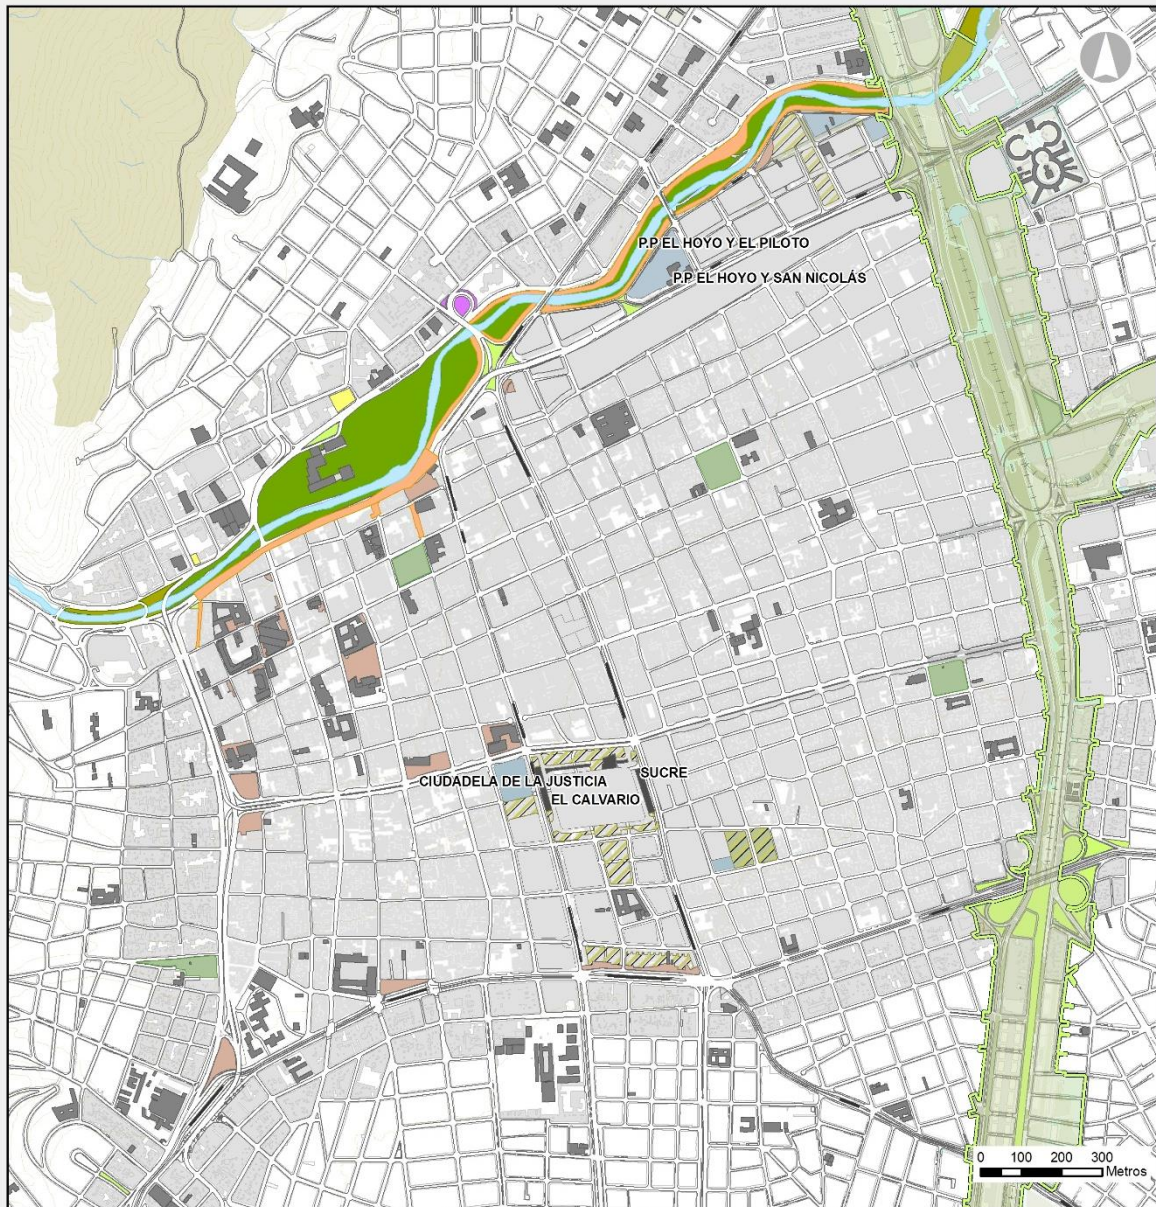 P.P EL HOYO Y EL PILOTO
P.P EL HOYO Y SAN NICOLÁS
SUCRE
CIUDADELA DE LA JUSTICIA
EL CALVARIO
0 100 200 300
Metros